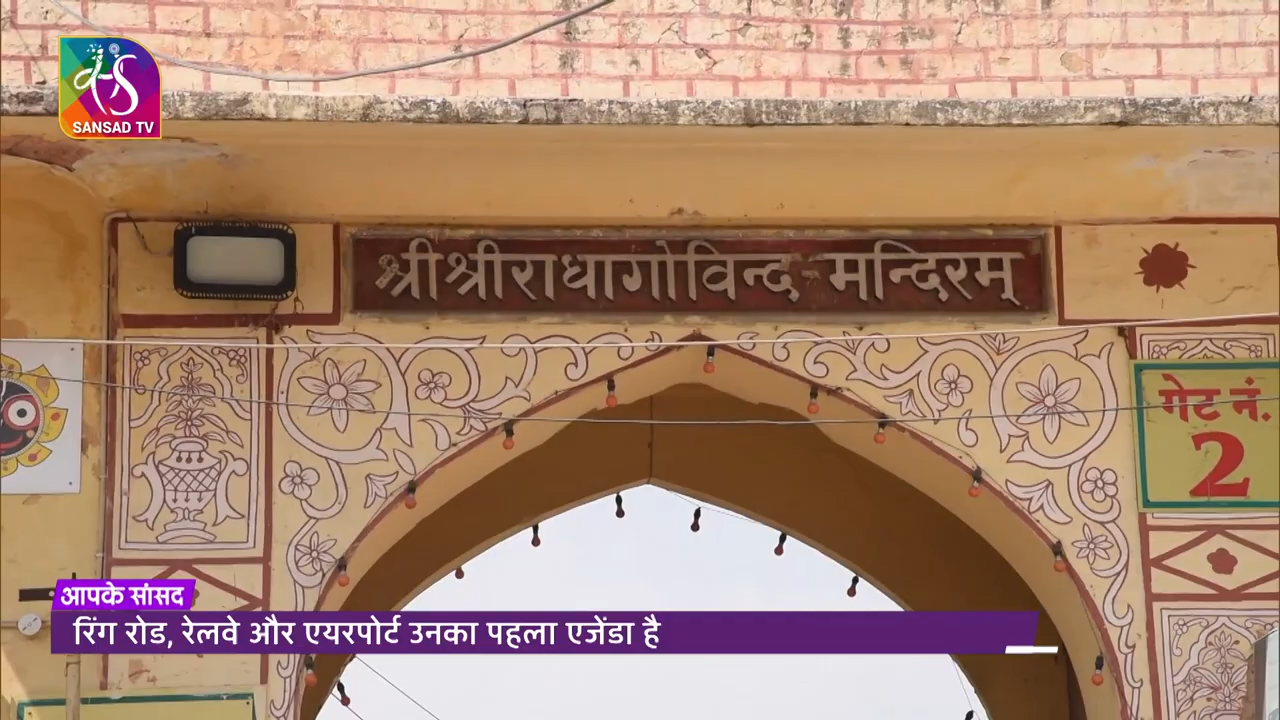 SANSAD TV
श्रीश्रीराधागोविन्द-मन्दिरम्
गेट नं.
2
आपके सांसद
रिंग रोड, रेलवे और एयरपोर्ट उनका पहला एजेंडा है